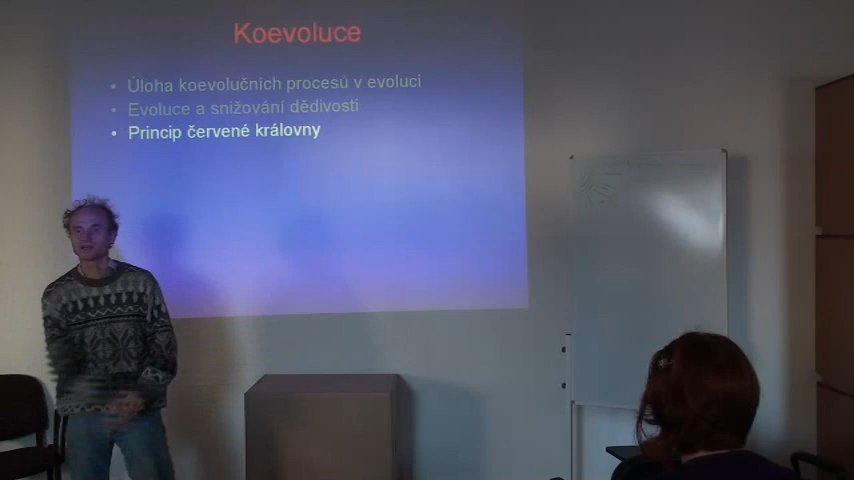 Koevoluce
• Úloha koevolučních procesů v evoluci
• Evoluce a snižování dědivosti
• Princip červené královny